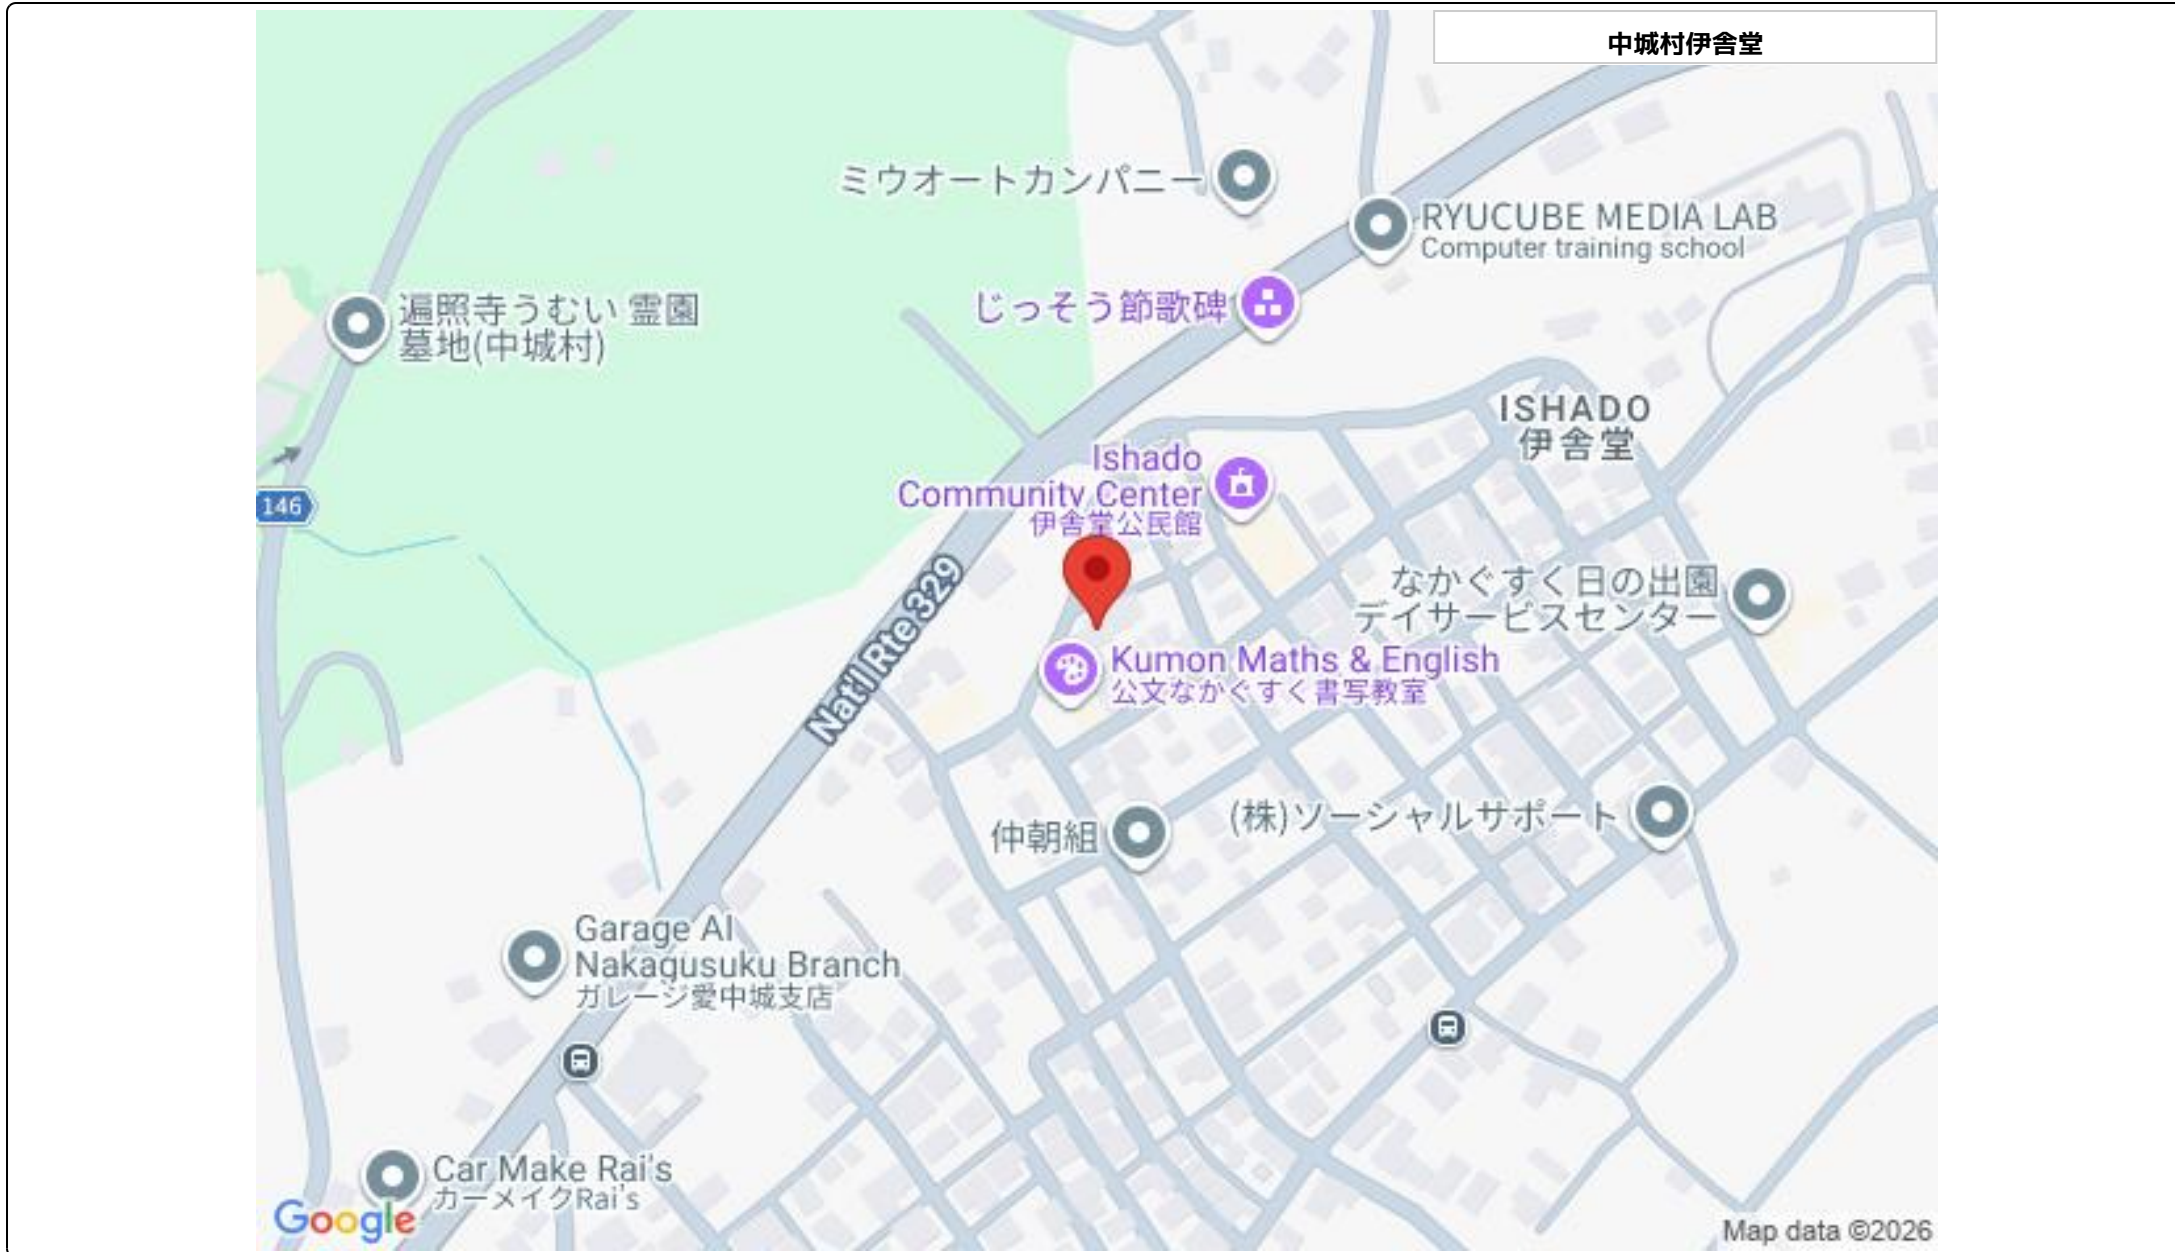 中城村伊舎堂
ミウオートカンパニー
RYUCUBE MEDIA LAB
Computer training school
じっそう節歌碑
遍照寺うむい 霊園
墓地(中城村)
ISHADO
伊舎堂
Ishado
Community Center
伊舎堂公民館
146
Nat'l Rte 329
なかぐすく日の出園
デイサービスセンター
Kumon Maths & English
公文なかぐすく書写教室
仲朝組
(株)ソーシャルサポート
Garage AI
Nakagusuku Branch
ガレージ愛中城支店
Car Make Rai's
カーメイクRai's
Google
Map data ©2026